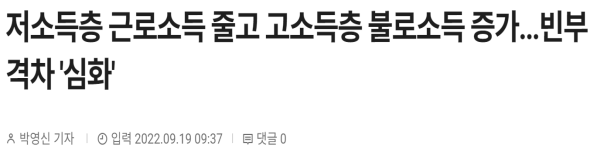 저소득층 근로소득 줄고 고소득층 불로소득 증가...빈부
격차 '심화'
박영신 기자 입력 2022.09.19 09:37 댓글 0